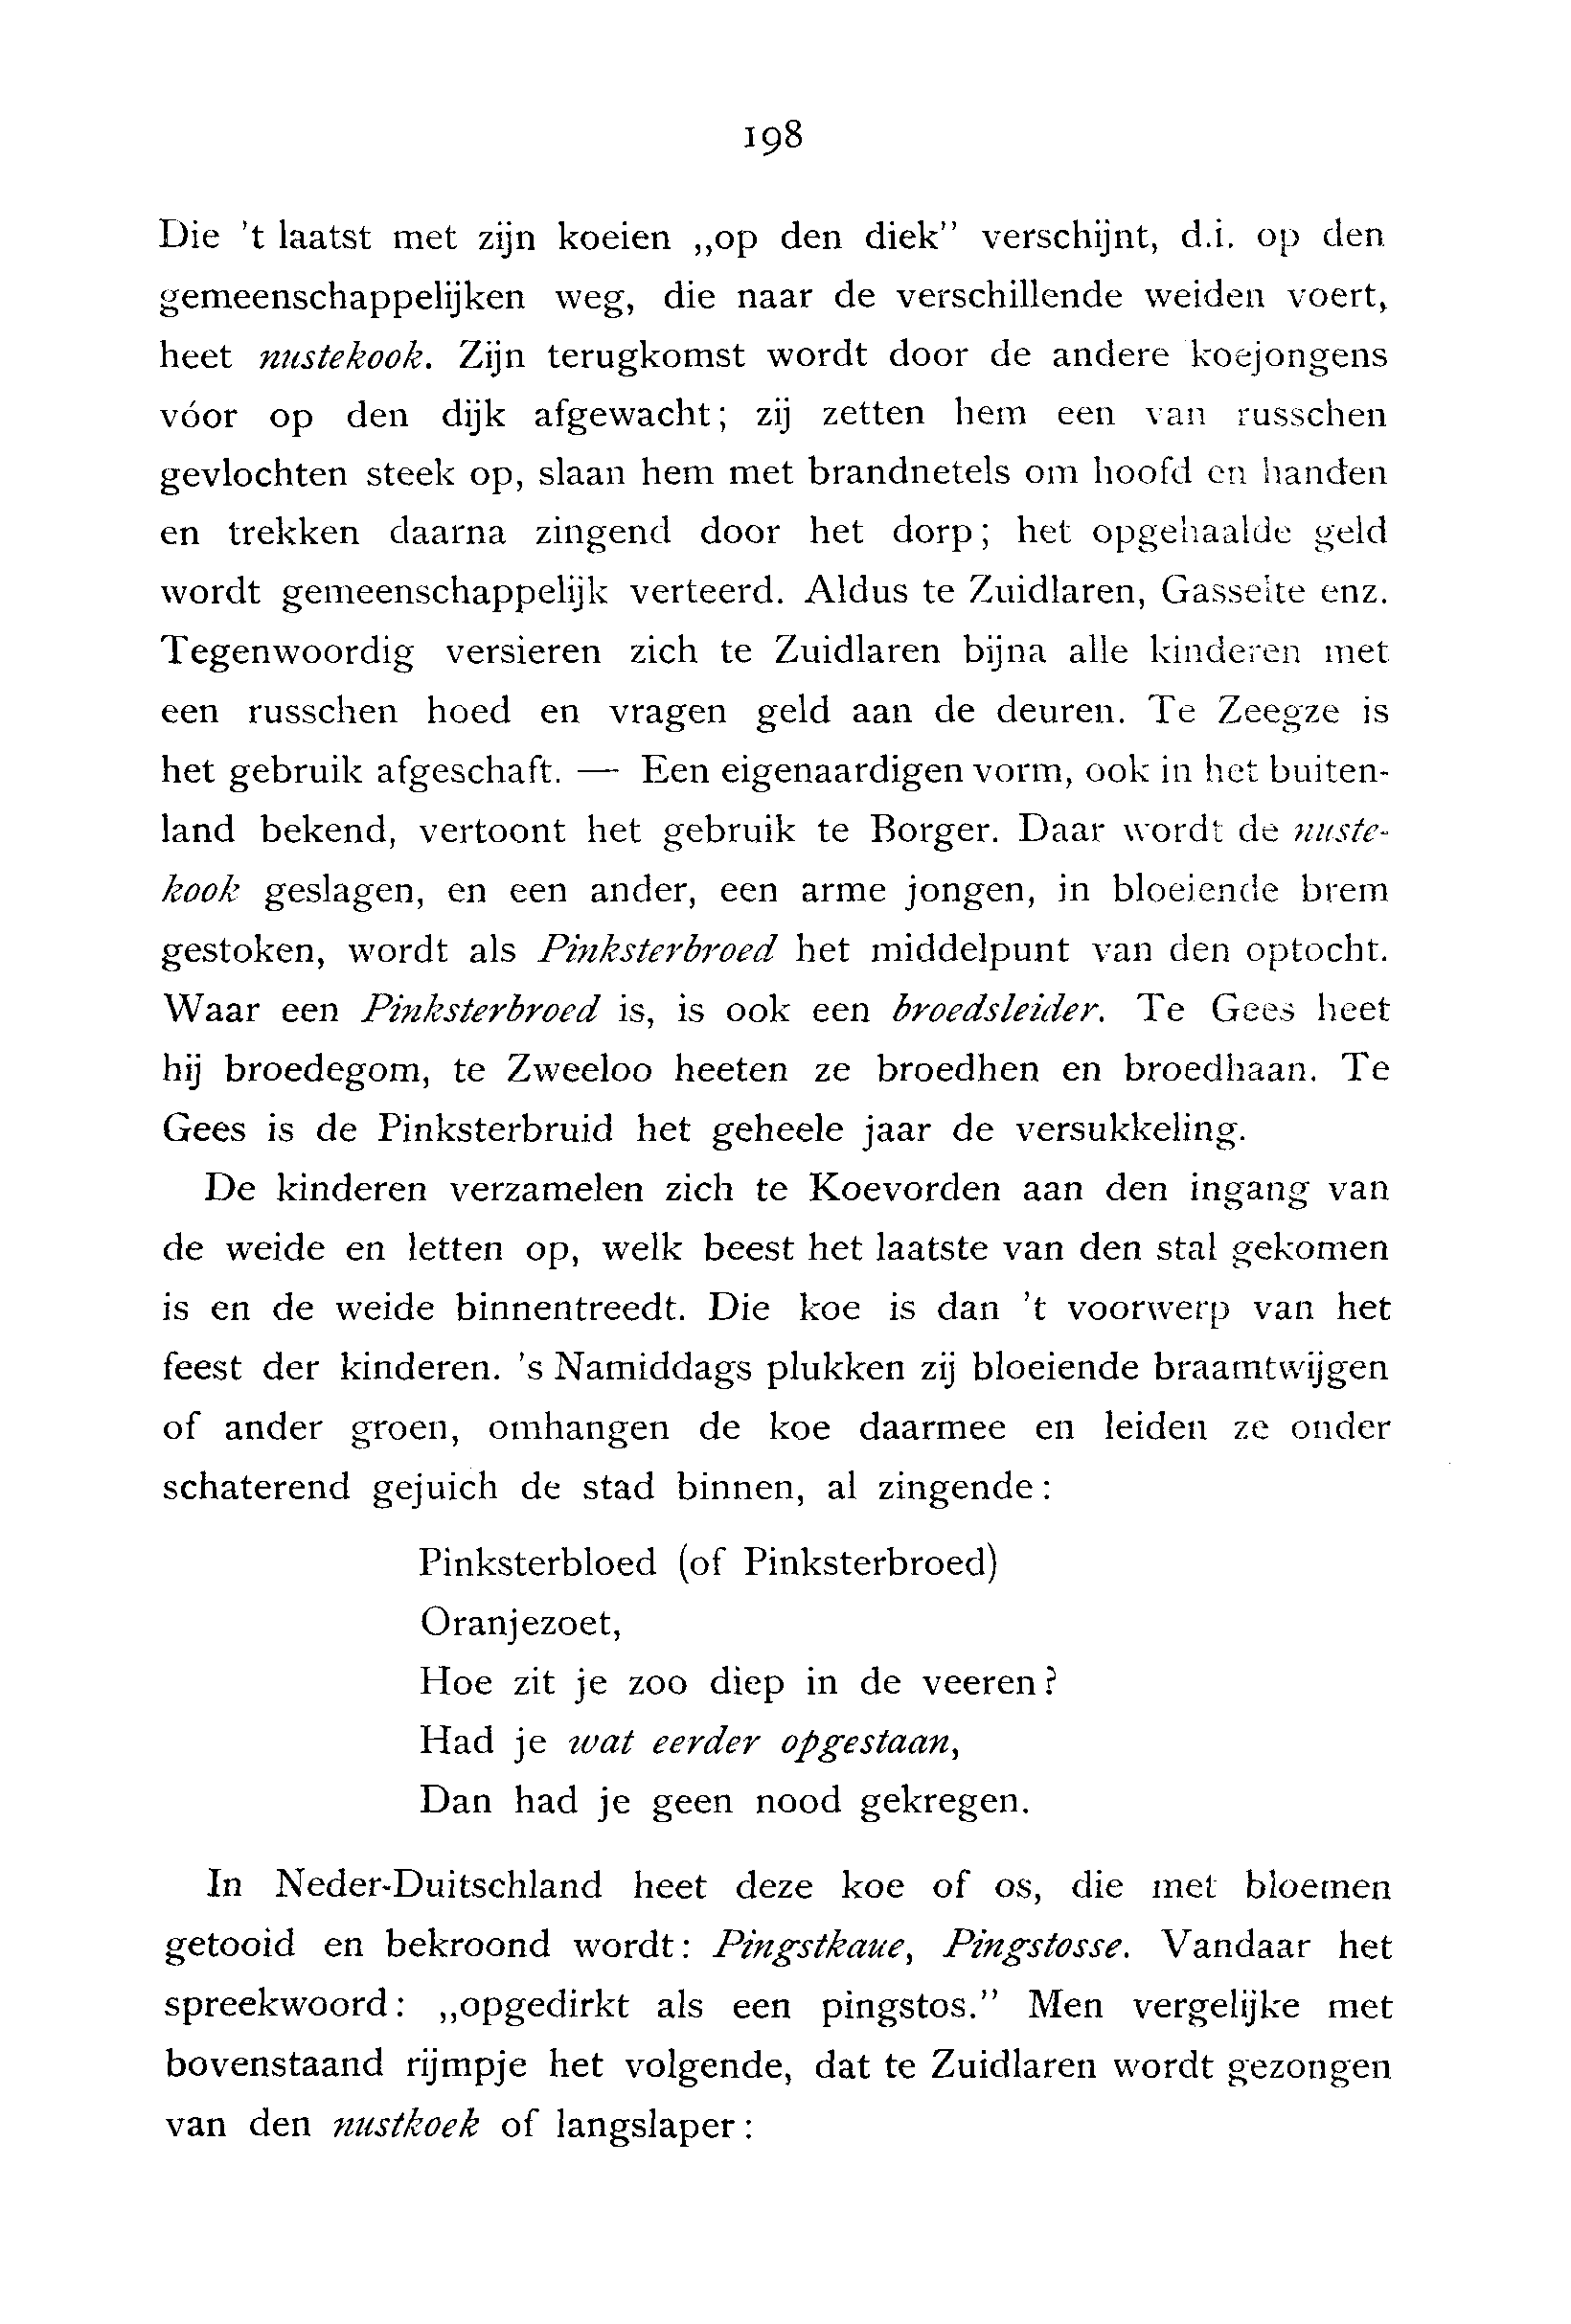 198
Die 't laatst met zijn koeien „op den diek” verschijnt, d.i. op den
gemeenschappelijken weg, die naar de verschillende weiden voert,
heet nustekook. Zijn terugkomst wordt door de andere koejongens
vóor op den dijk afgewacht; zij zetten hem een van russchen
gevlochten steek op, slaan hem met brandnetels om hoofd en handen
en trekken daarna zingend door het dorp; het opgehaalde geld
wordt gemeenschappelijk verteerd. Aldus te Zuidlaren, Gasselte enz.
Tegenwoordig versieren zich te Zuidlaren bijna alle kinderen met
een russchen hoed en vragen geld aan de deuren. Te Zeegze is
het gebruik afgeschaft. — Een eigenaardigen vorm, ook in het buiten-
land bekend, vertoont het gebruik te Borger. Daar wordt de nuste-
kook geslagen, en een ander, een arme jongen, in bloeiende brem
gestoken, wordt als Pinksterbroed het middelpunt van den optocht.
Waar een Pinksterbroed is, is ook een broedsleider. Te Gees heet
hij broedegom, te Zweeloo heeten ze broedhen en broedhaan. Te
Gees is de Pinksterbruid het geheele jaar de versukkeling.
De kinderen verzamelen zich te Koevorden aan den ingang van
de weide en letten op, welk beest het laatste van den stal gekomen
is en de weide binnentreedt. Die koe is dan 't voorwerp van het
feest der kinderen. 's Namiddags plukken zij bloeiende braamtwijgen
of ander groen, omhangen de koe daarmee en leiden ze onder
schaterend gejuich de stad binnen, al zingende:
Pinksterbloed (of Pinksterbroed)
Oranjezoet,
Hoe zit je zoo diep in de veeren?
Had je wat eerder opgestaan,
Dan had je geen nood gekregen.
In Neder-Duitschland heet deze koe of os, die met bloemen
getooid en bekroond wordt: Pingstkaue, Pingstosse. Vandaar het
spreekwoord: „opgedirkt als een pingstos.” Men vergelijke met
bovenstaand rijmpje het volgende, dat te Zuidlaren wordt gezongen
van den nustkoek of langslaper: